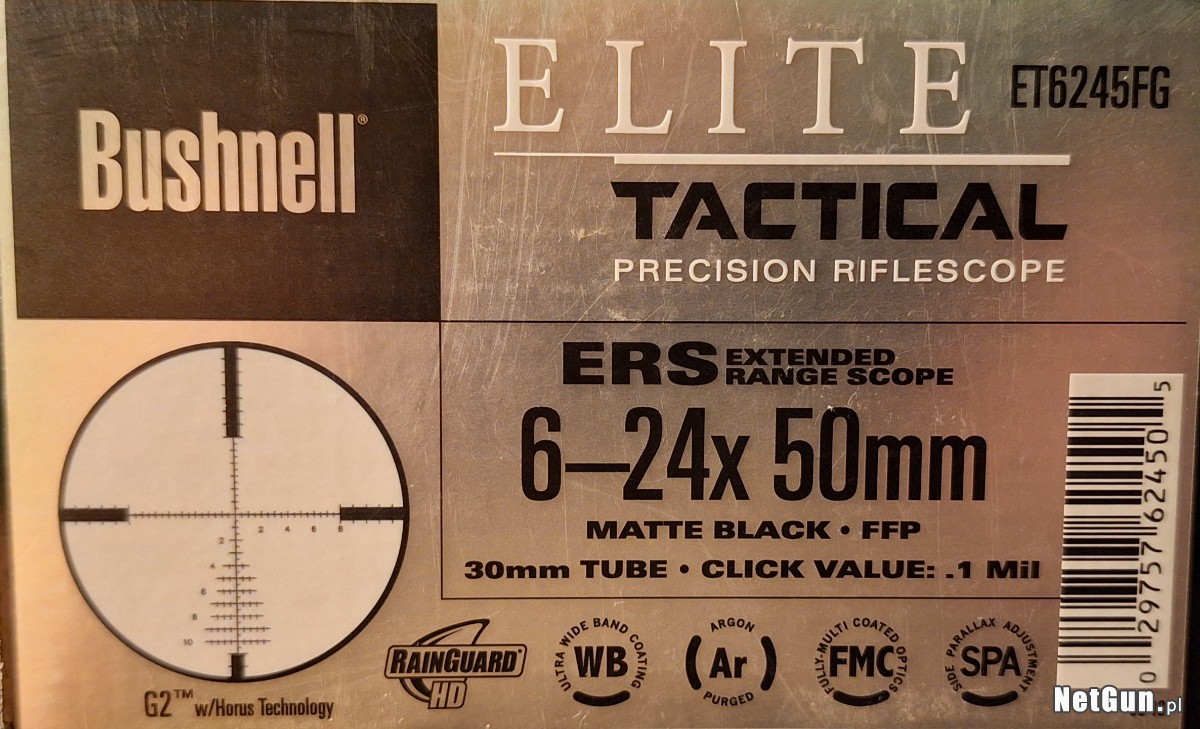 Bushnell®
ELITE
ET6245FG
TACTICAL
PRECISION RIFLESCOPE
ERS EXTENDED
RANGE SCOPE
6—24x 50mm
MATTE BLACK • FFP
30mm TUBE • CLICK VALUE: .1 Mil
2 4 6 8
2
4
6
8
10
G2™ w/Horus Technology
RAINGUARD®
HD
ULTRA WIDE BAND COATING
WB
ARGON
Ar
PURGED
FULLY-MULTI COATED OPTICS
FMC
SIDE PARALLAX ADJUSTMENT
SPA
0 29757 62450 5
NetGun.pl